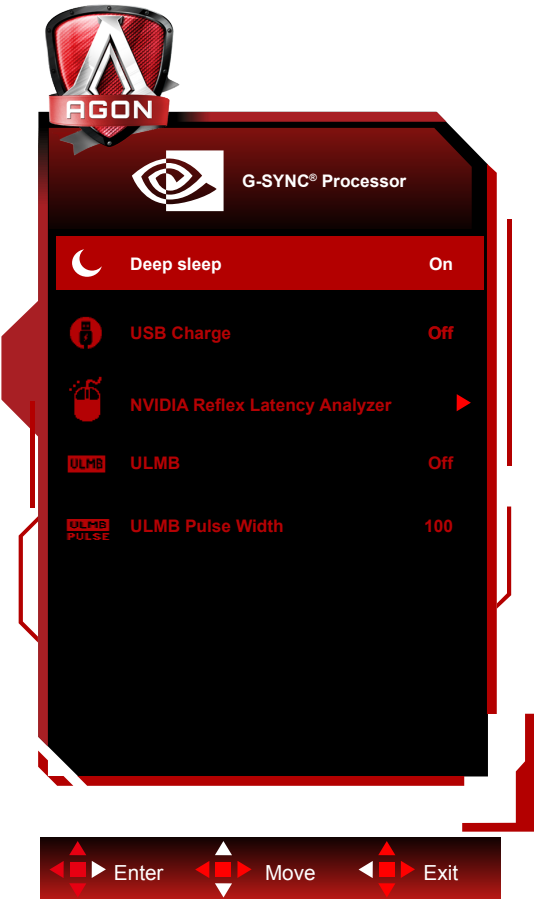 AGON
G-SYNC® Processor
Deep sleep On
USB Charge Off
NVIDIA Reflex Latency Analyzer
ULMB ULMB Off
ULMB PULSE ULMB Pulse Width 100
Enter Move Exit